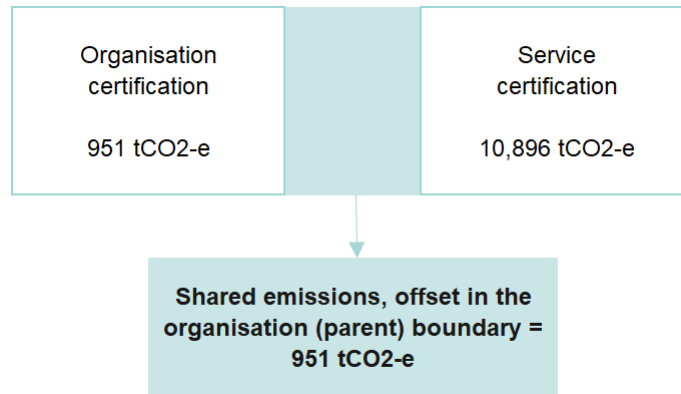 Organisation
certification
951 tCO2-e
Service
certification
10,896 tCO2-e
Shared emissions, offset in the
organisation (parent) boundary =
951 tCO2-e